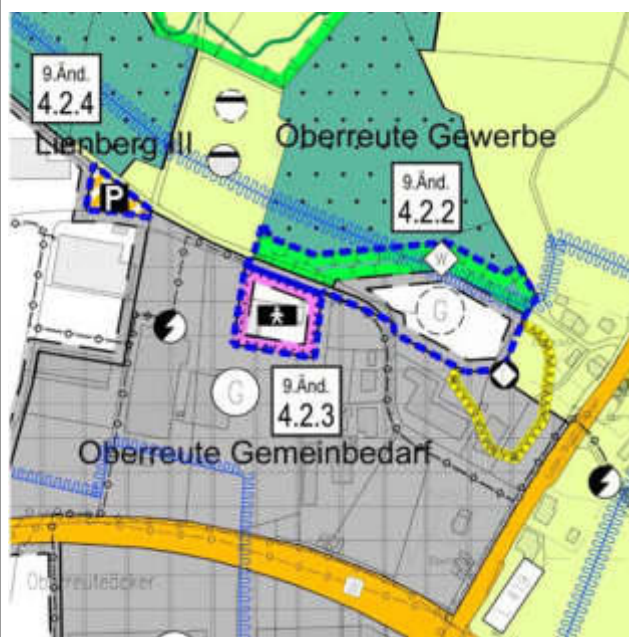 9.Änd.
4.2.4
Lienberg III
Oberreute Gewerbe
9.Änd.
4.2.2
P
W
G
G
9.Änd.
4.2.3
Oberreute Gemeinbedarf
Oberreuteäcker